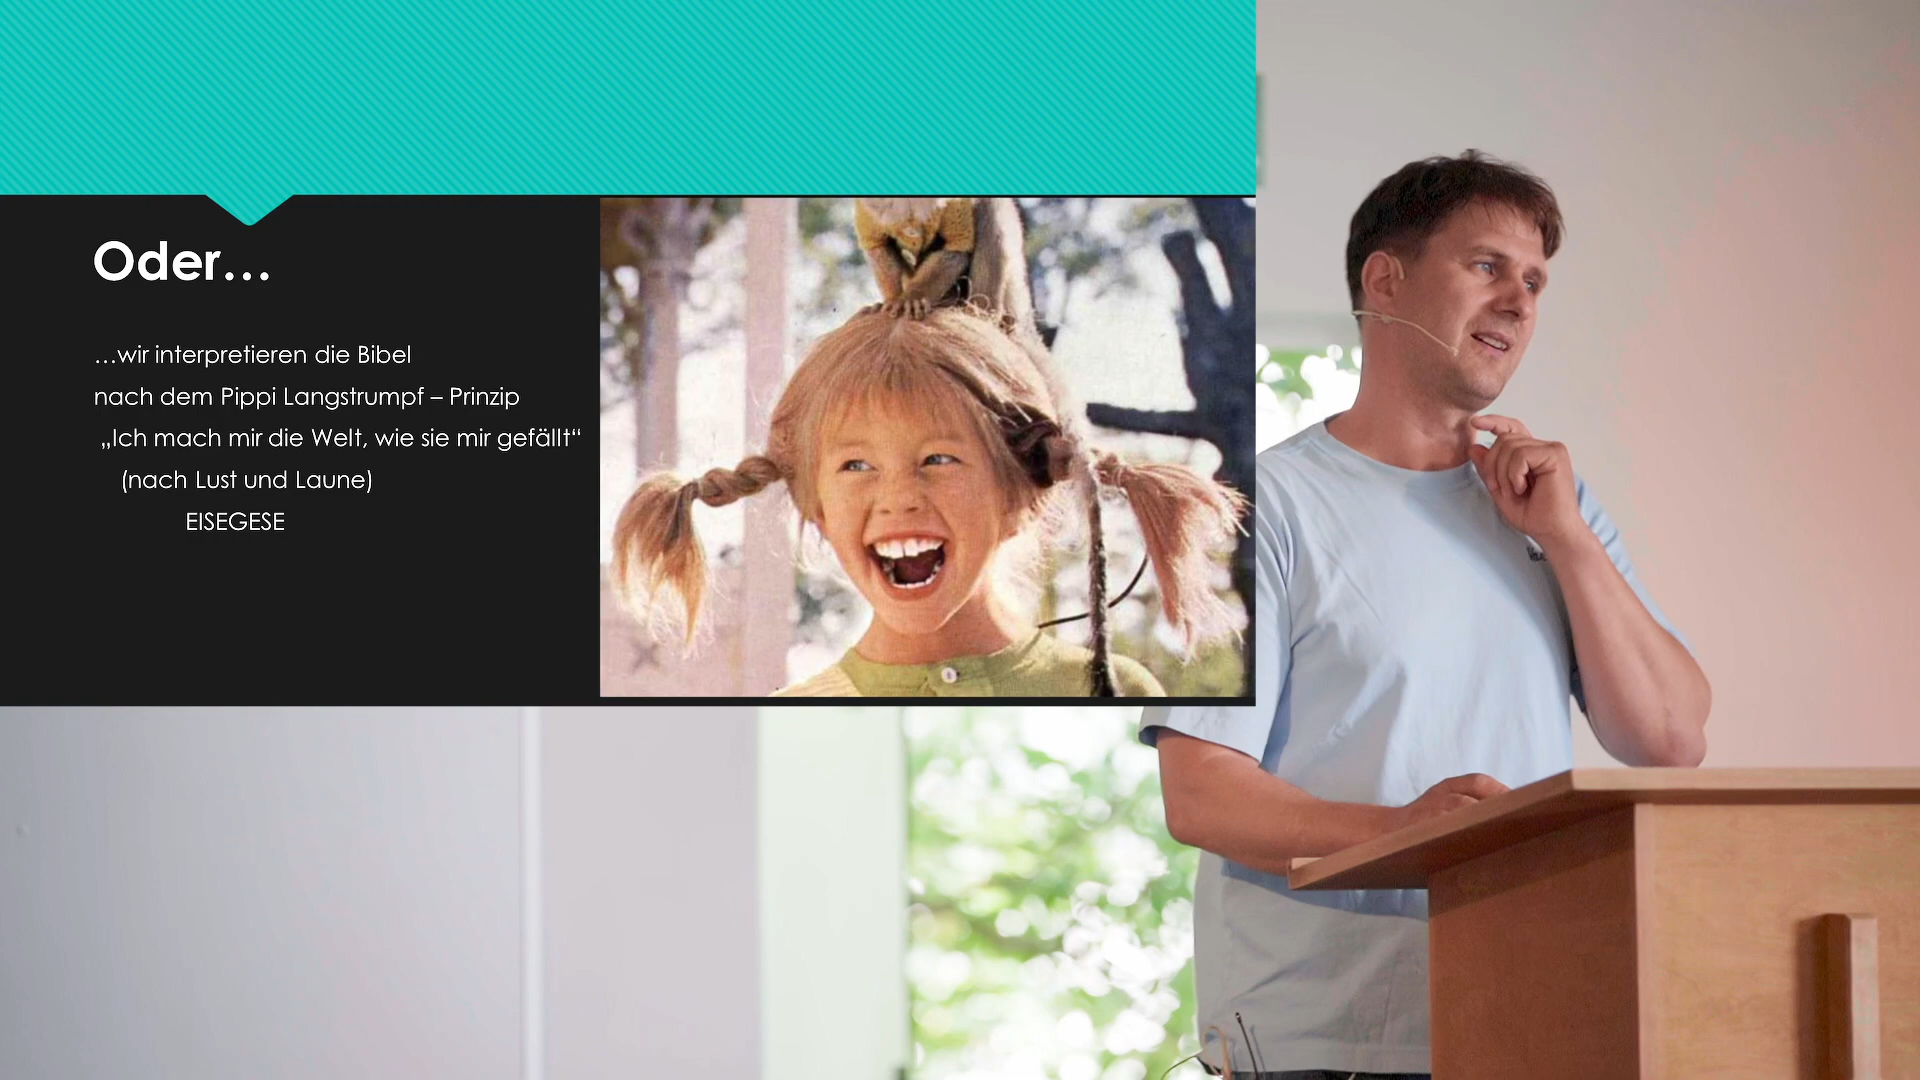 Oder…
…wir interpretieren die Bibel
nach dem Pippi Langstrumpf – Prinzip
„Ich mach mir die Welt, wie sie mir gefällt“
(nach Lust und Laune)
EISEGESE